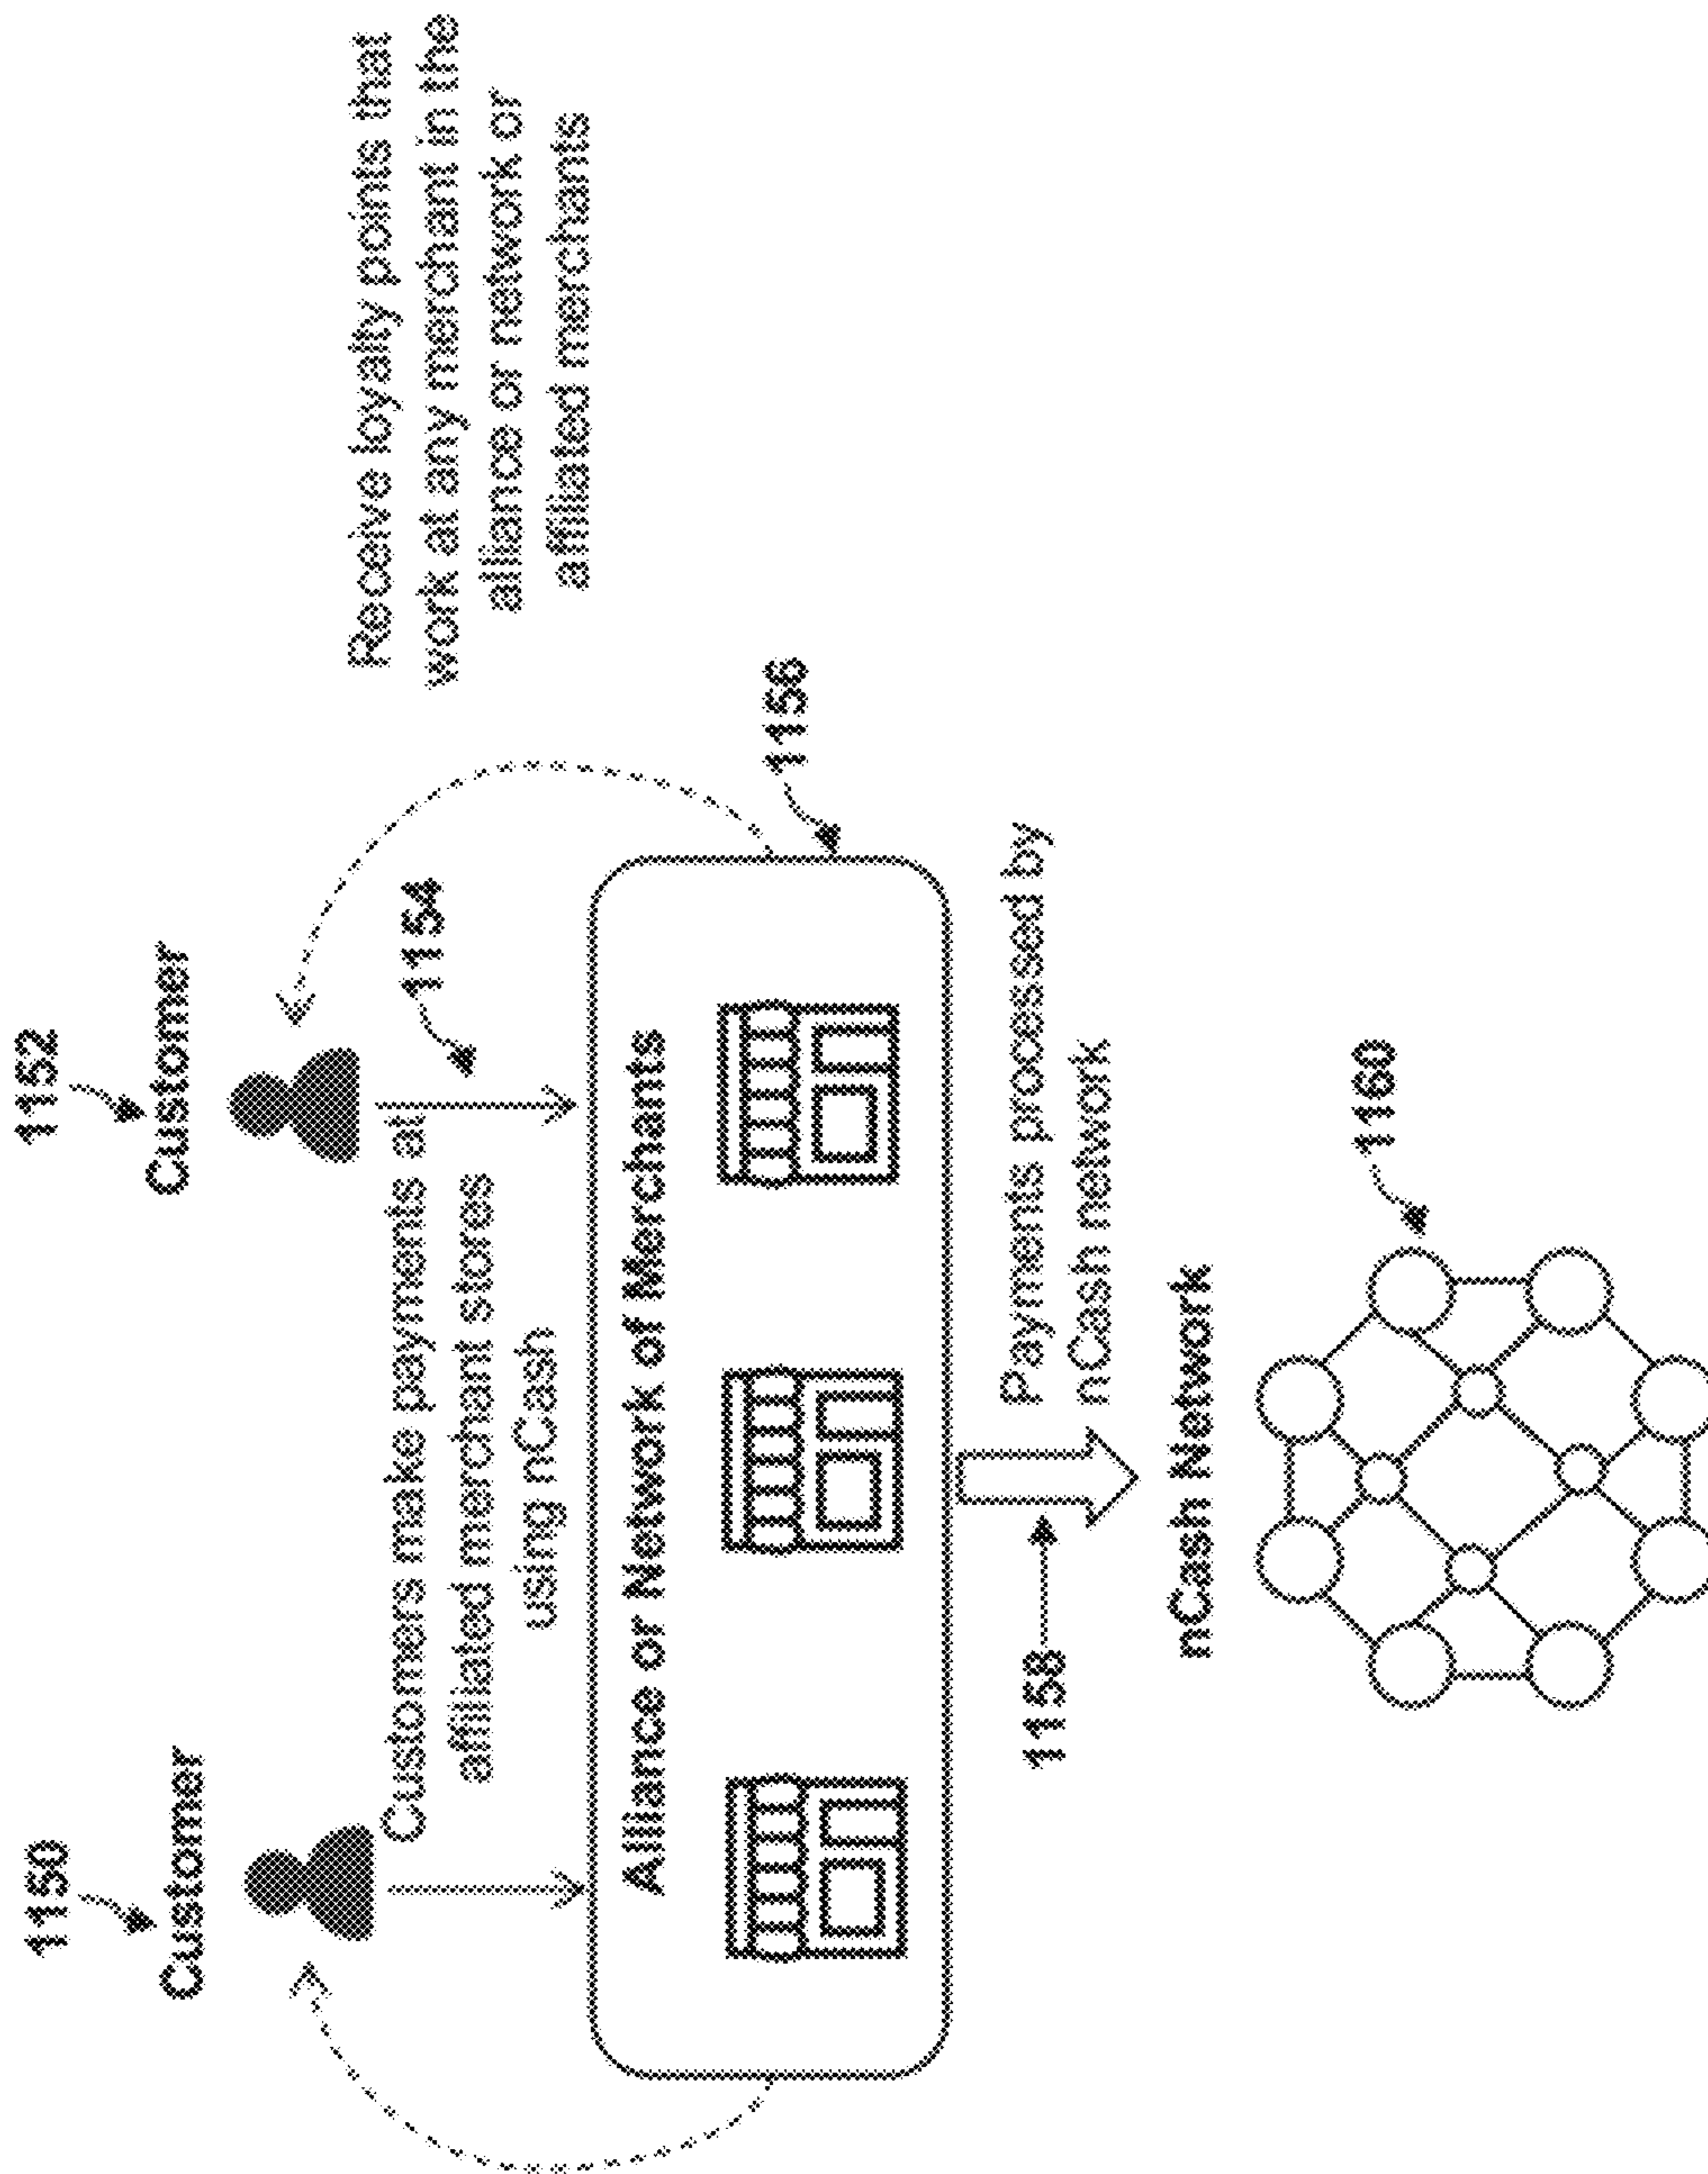 1150
1152
Customer
Customer
1154
Customers make payments at
affiliated merchant stores
using nCash
Receive loyally points that
work at any merchant in the
alliance or network or
affiliated merchants
Alliance or Network of Merchants
1156
1158
Payments processed by
nCash network
nCash Network
1160